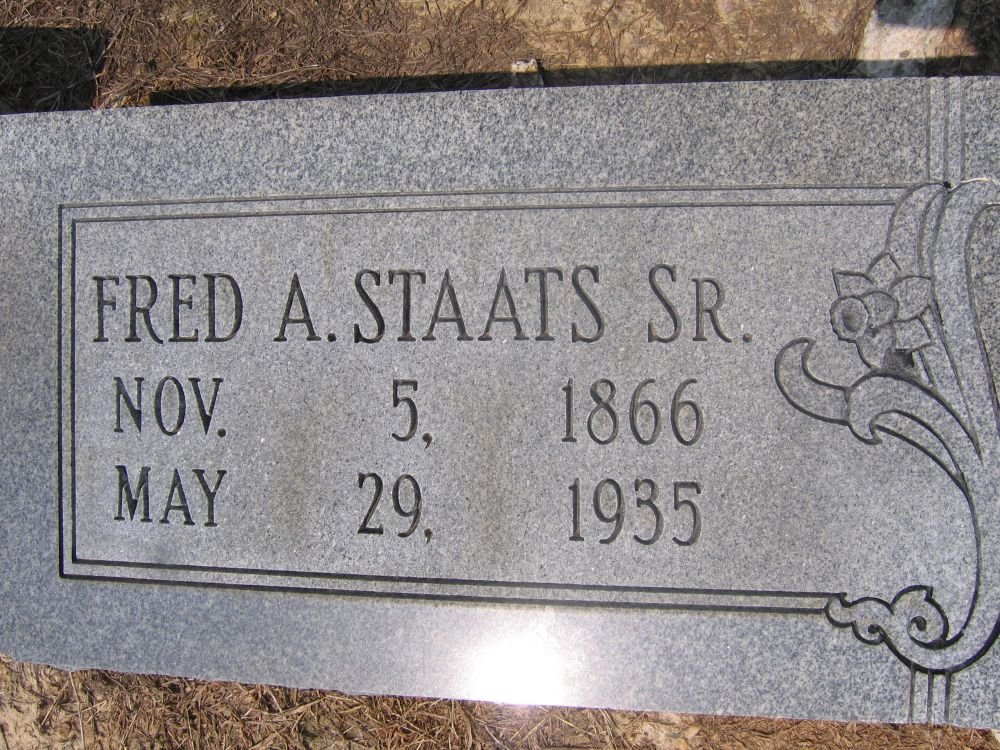 FRED A. STAATS SR.
NOV. 5, 1866
MAY 29, 1935